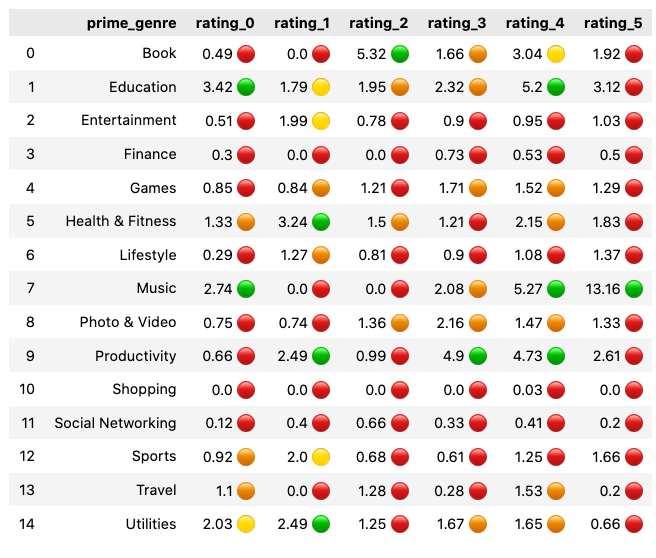 prime_genre rating_0 rating_1 rating_2 rating_3 rating_4 rating_5
0 Book 0.49 0.0 5.32 1.66 3.04 1.92
1 Education 3.42 1.79 1.95 2.32 5.2 3.12
2 Entertainment 0.51 1.99 0.78 0.9 0.95 1.03
3 Finance 0.3 0.0 0.0 0.73 0.53 0.5
4 Games 0.85 0.84 1.21 1.71 1.52 1.29
5 Health & Fitness 1.33 3.24 1.5 1.21 2.15 1.83
6 Lifestyle 0.29 1.27 0.81 0.9 1.08 1.37
7 Music 2.74 0.0 0.0 2.08 5.27 13.16
8 Photo & Video 0.75 0.74 1.36 2.16 1.47 1.33
9 Productivity 0.66 2.49 0.99 4.9 4.73 2.61
10 Shopping 0.0 0.0 0.0 0.0 0.03 0.0
11 Social Networking 0.12 0.4 0.66 0.33 0.41 0.2
12 Sports 0.92 2.0 0.68 0.61 1.25 1.66
13 Travel 1.1 0.0 1.28 0.28 1.53 0.2
14 Utilities 2.03 2.49 1.25 1.67 1.65 0.66